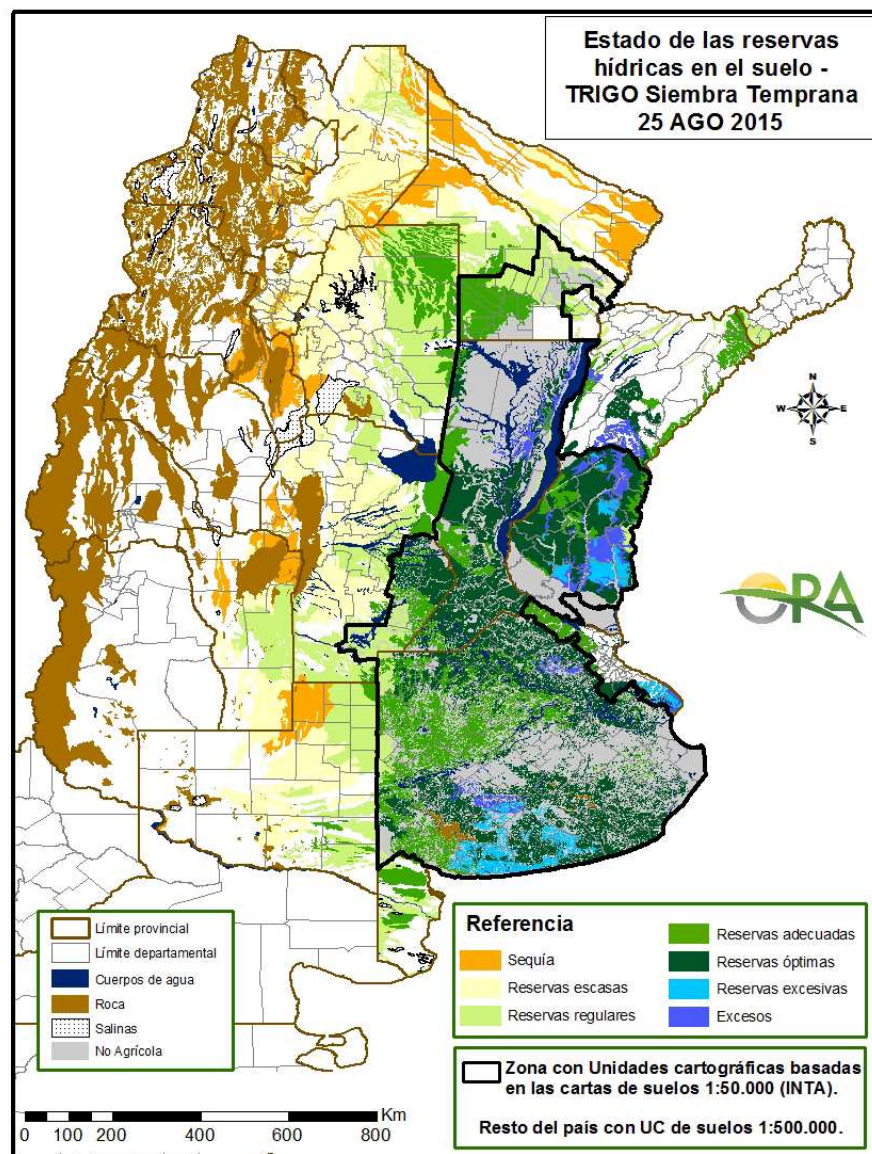 Estado de las reservas
hídricas en el suelo -
TRIGO Siembra Temprana
25 AGO 2015
N
W E
S
ORA
Límite provincial
Límite departamental
Cuerpos de agua
Roca
Salinas
No Agrícola
Referencia
Sequía
Reservas escasas
Reservas regulares
Reservas adecuadas
Reservas óptimas
Reservas excesivas
Excesos
Zona con Unidades cartográficas basadas
en las cartas de suelos 1:50.000 (INTA).
Resto del país con UC de suelos 1:500.000.
Km
0 100 200 400 600 800